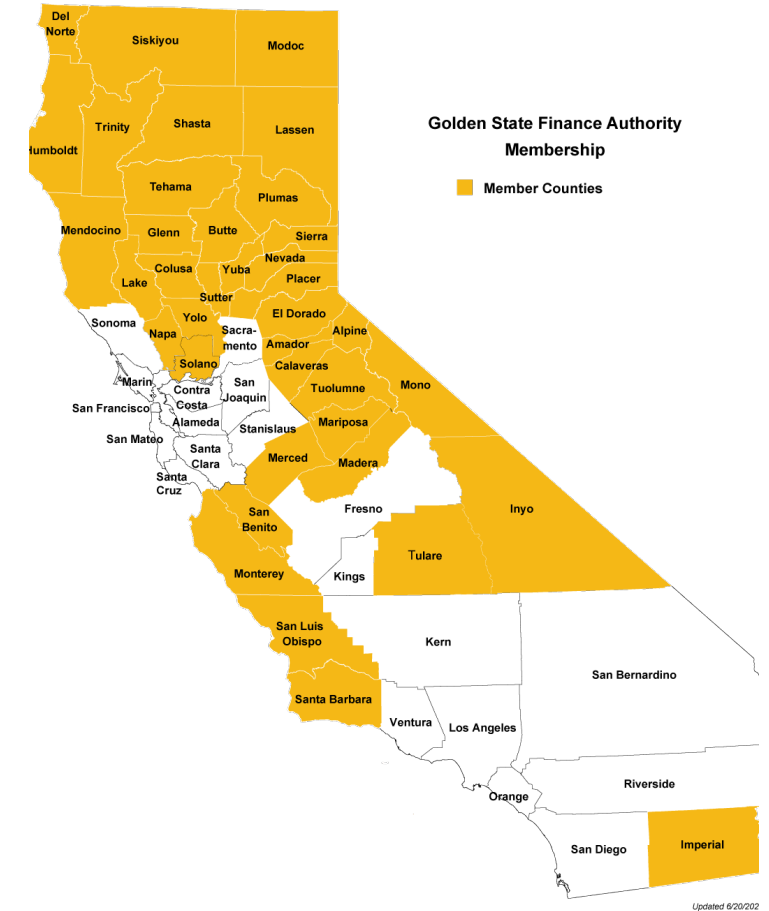 Del
Norte
Siskiyou
Modoc
Golden State Finance Authority
Membership
Member Counties
Humboldt
Trinity
Shasta
Lassen
Tehama
Plumas
Mendocino
Glenn
Butte
Sierra
Nevada
Colusa
Yuba
Placer
Lake
Sutter
Yolo
El Dorado
Sonoma
Napa
Sacra-
mento
Alpine
Amador
Solano
Calaveras
Marin
Contra
Costa
San
Joaquin
Tuolumne
Mono
San Francisco
Alameda
Mariposa
Stanislaus
San Mateo
Santa
Clara
Merced
Madera
Santa
Cruz
San
Benito
Fresno
Inyo
Tulare
Monterey
Kings
San Luis
Obispo
Kern
San Bernardino
Santa Barbara
Ventura
Los Angeles
Riverside
Orange
San Diego
Imperial
Updated 6/20/202